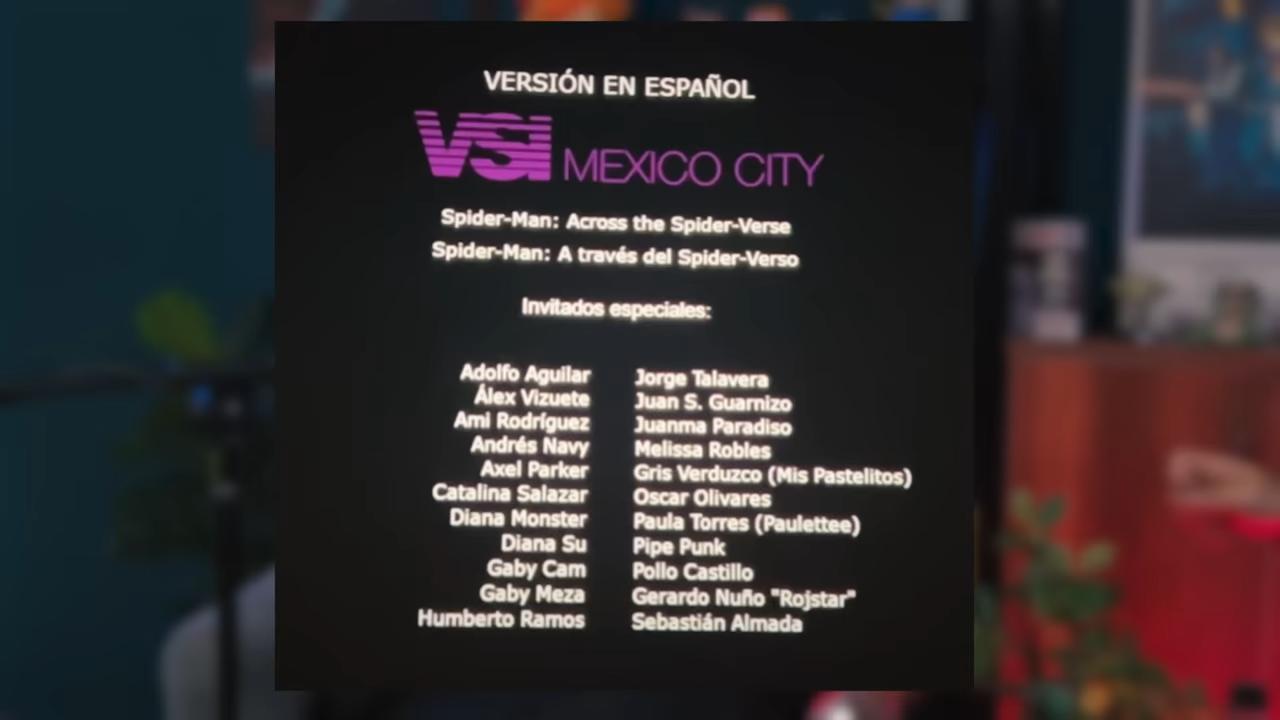 VERSIÓN EN ESPAÑOL
VSI MEXICO CITY
Spider-Man: Across the Spider-Verse
Spider-Man: A través del Spider-Verso
Invitados especiales:
Adolfo Aguilar Jorge Talavera
Álex Vizuete Juan S. Guarnizo
Ami Rodríguez Juanma Paradiso
Andrés Navy Melissa Robles
Axel Parker Gris Verduzco (Mis Pastelitos)
Catalina Salazar Oscar Olivares
Diana Monster Paula Torres (Paulettee)
Diana Su Pipe Punk
Gaby Cam Pollo Castillo
Gaby Meza Gerardo Nuño "Rojstar"
Humberto Ramos Sebastián Almada